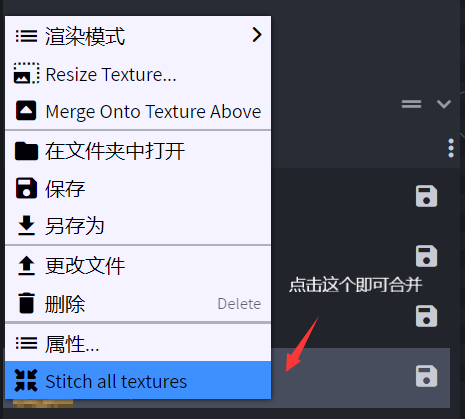 渲染模式
Resize Texture...
Merge Onto Texture Above
在文件夹中打开
保存
另存为
更改文件
删除 Delete
点击这个即可合并
属性...
Stitch all textures